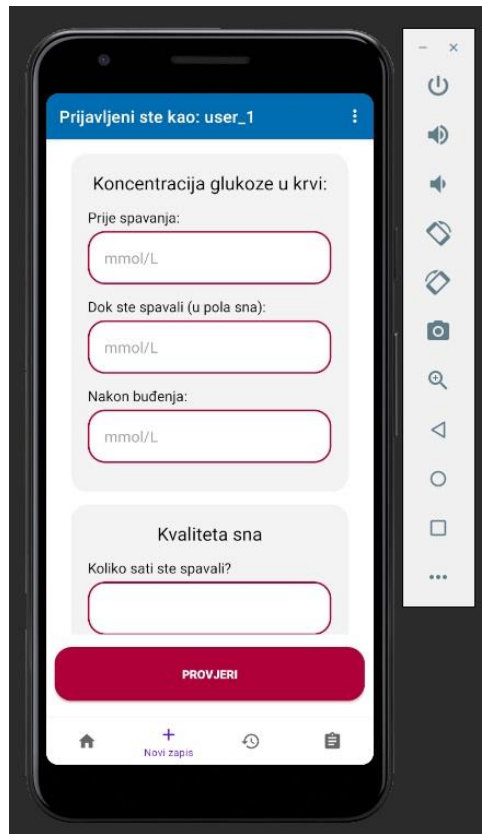 Prijavljeni ste kao: user_1
Koncentracija glukoze u krvi:
Prije spavanja:
mmol/L
Dok ste spavali (u pola sna):
mmol/L
Nakon buđenja:
mmol/L
Kvaliteta sna
Koliko sati ste spavali?
PROVJERI
Novi zapis